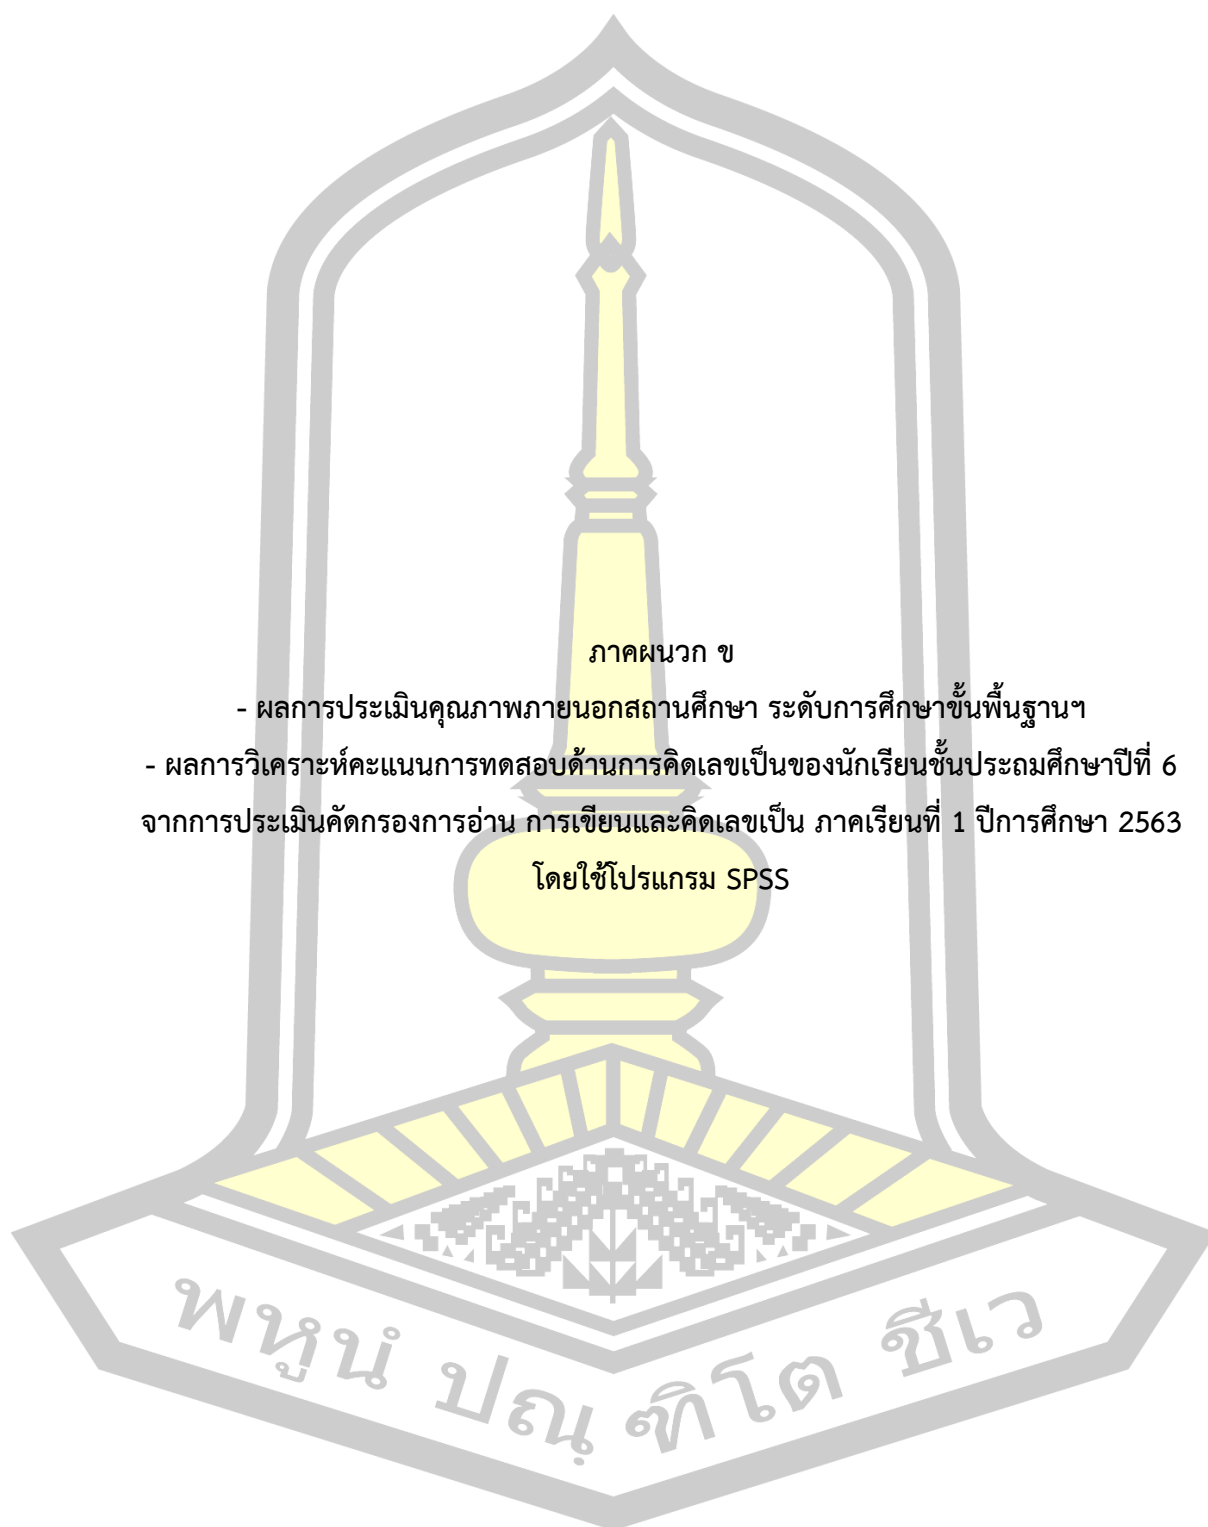 ภาคผนวก ข
- ผลการประเมินคุณภาพภายนอกสถานศึกษา ระดับการศึกษาขั้นพื้นฐานฯ
- ผลการวิเคราะห์คะแนนการทดสอบด้านการคิดเลขเป็นของนักเรียนชั้นประถมศึกษาปีที่ 6
จากการประเมินคัดกรองการอ่าน การเขียนและคิดเลขเป็น ภาคเรียนที่ 1 ปีการศึกษา 2563
โดยใช้โปรแกรม SPSS
พหูนํ ปณฺฑิโต ชีเว